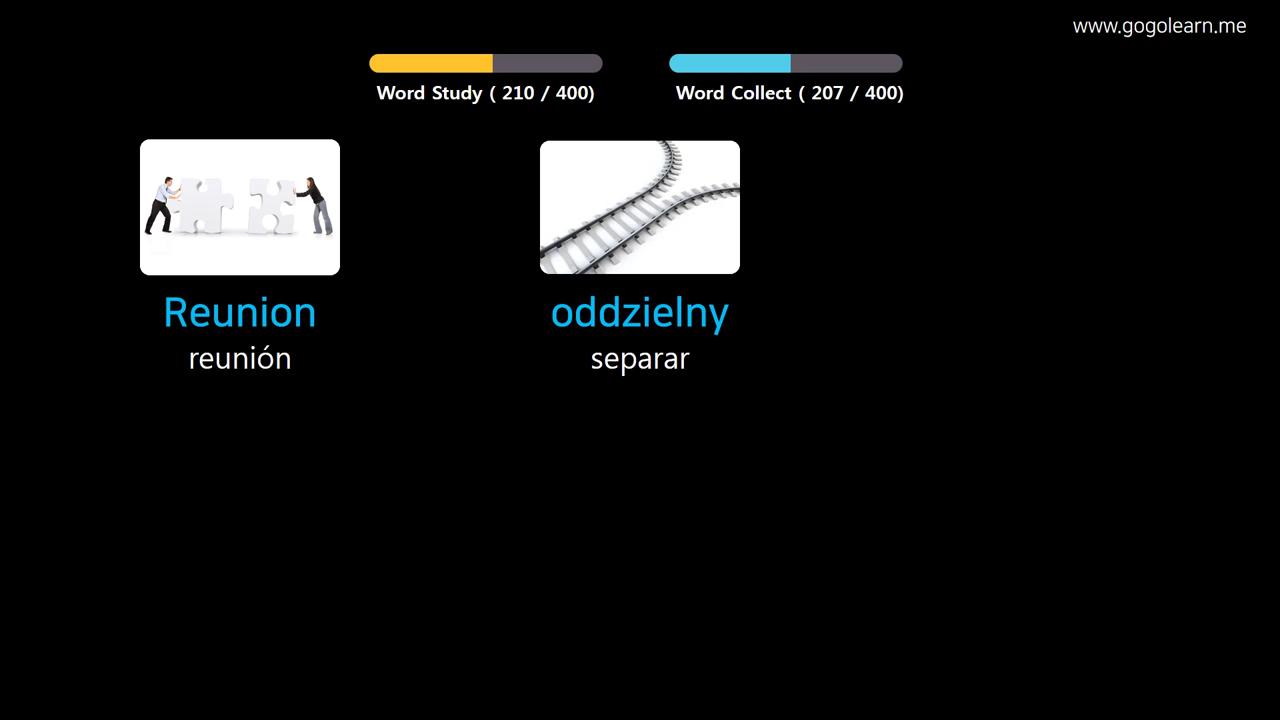 www.gogolearn.me
Word Study ( 210 / 400)
Word Collect ( 207 / 400)
Reunion
reunión
oddzielny
separar